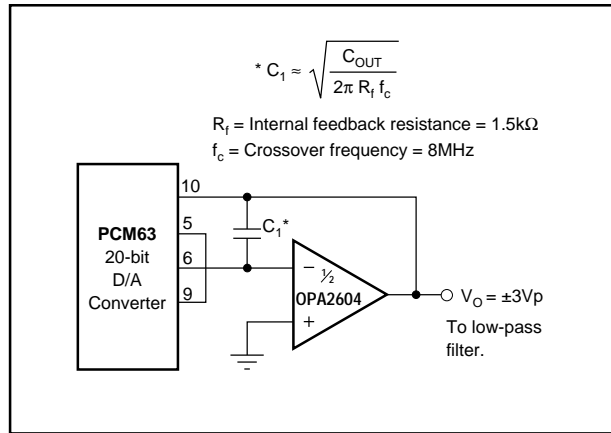 * C1 ≈ √(COUT / 2π Rf fc)
Rf = Internal feedback resistance = 1.5kΩ
fc = Crossover frequency = 8MHz
10
PCM63
20-bit
D/A
Converter
5
6
9
C1*
–
½
OPA2604
+
VO = ±3Vp
To low-pass
filter.